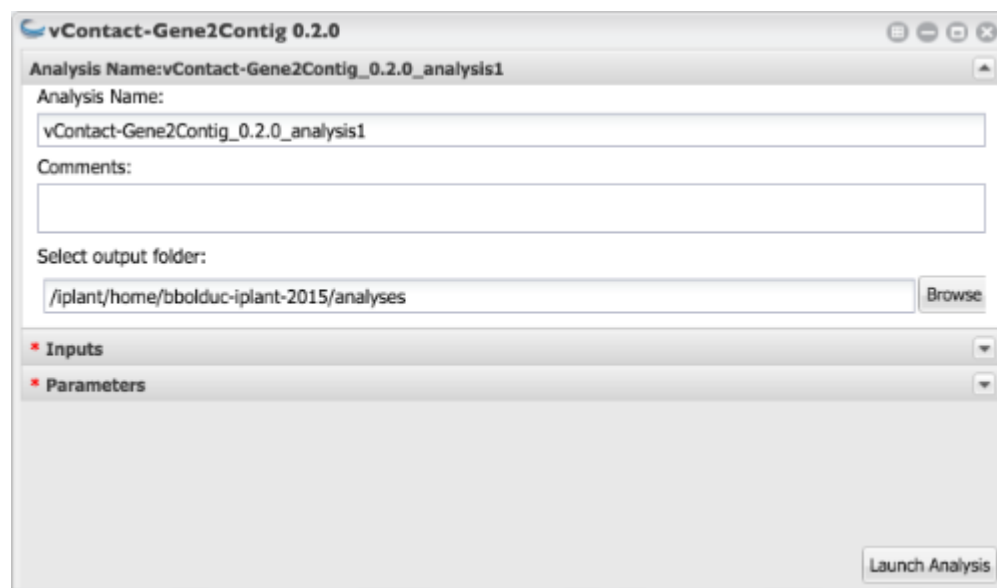 vContact-Gene2Contig 0.2.0
Analysis Name:vContact-Gene2Contig_0.2.0_analysis1
Analysis Name:
vContact-Gene2Contig_0.2.0_analysis1
Comments:
Select output folder:
/iplant/home/bbolduc-iplant-2015/analyses
Browse
* Inputs
* Parameters
Launch Analysis